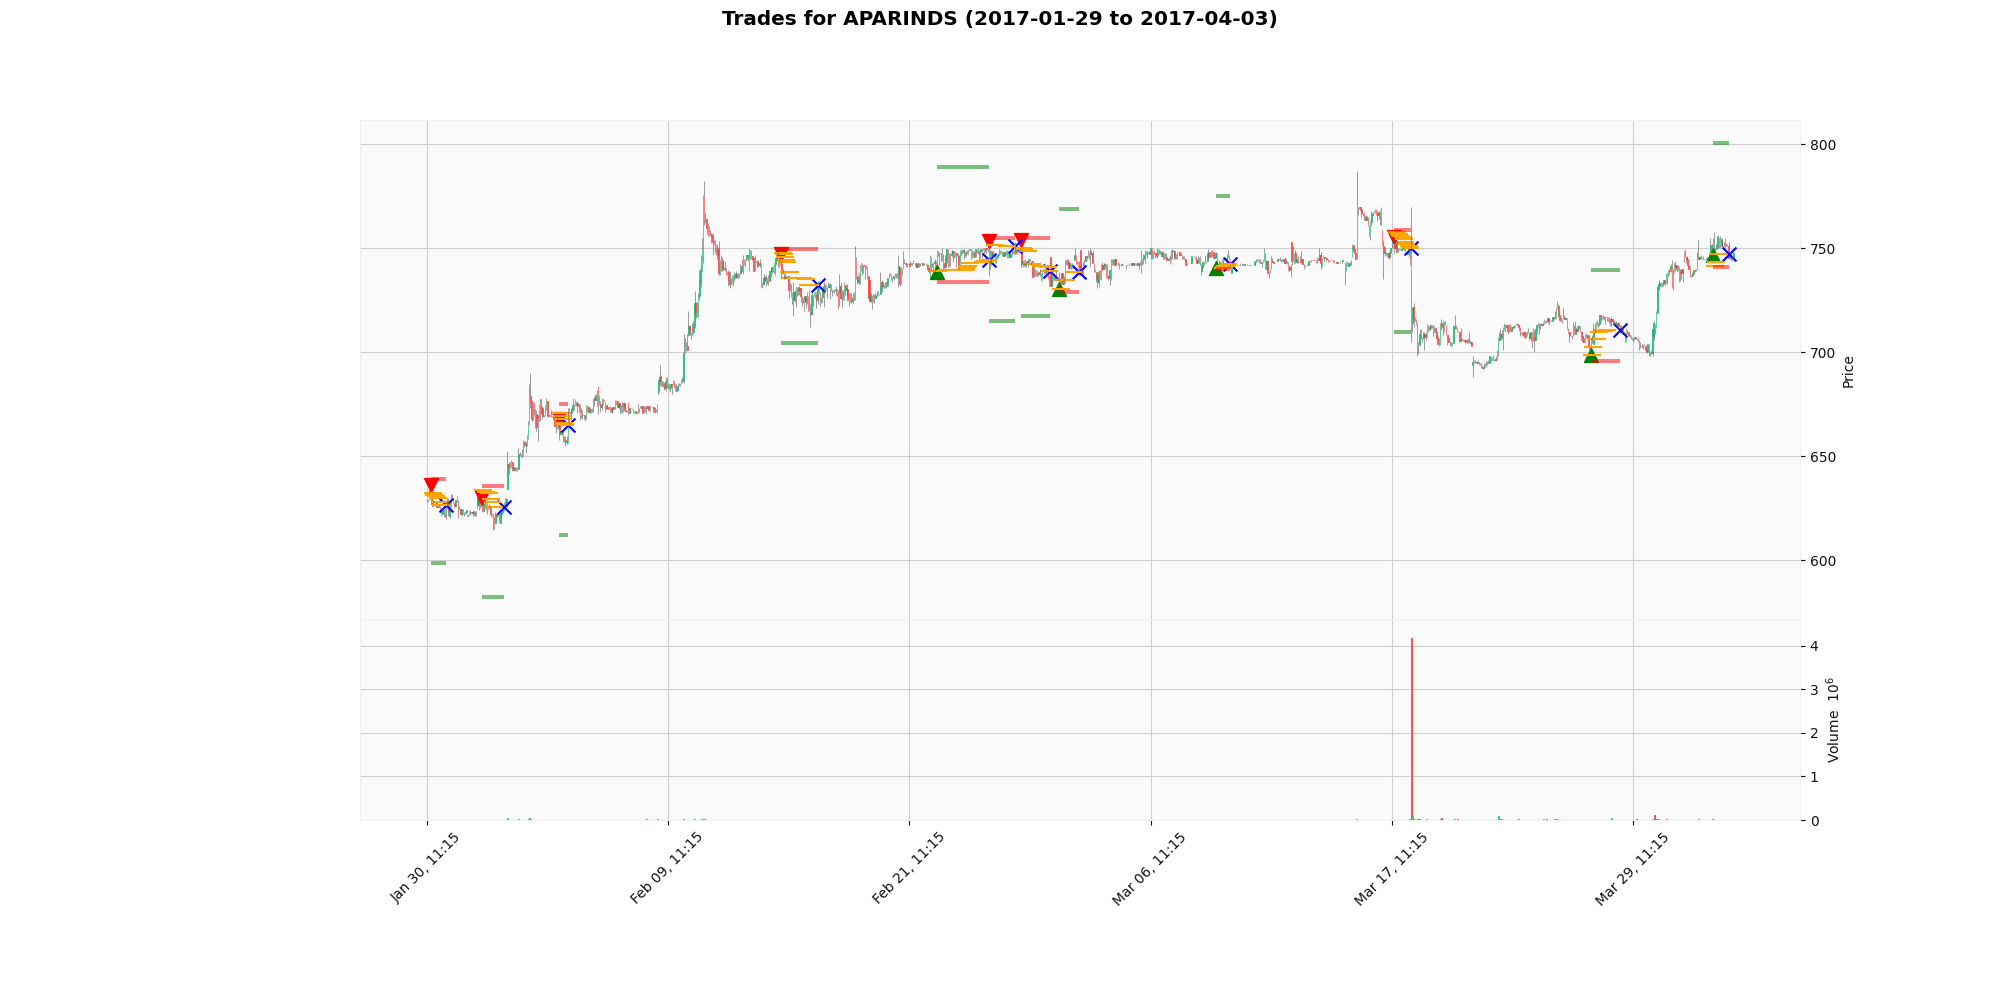 Trades for APARINDS (2017-01-29 to 2017-04-03)
800
750
700
650
600
Price
4
3
2
1
0
Volume 10⁶
Jan 30, 11:15
Feb 09, 11:15
Feb 21, 11:15
Mar 06, 11:15
Mar 17, 11:15
Mar 29, 11:15